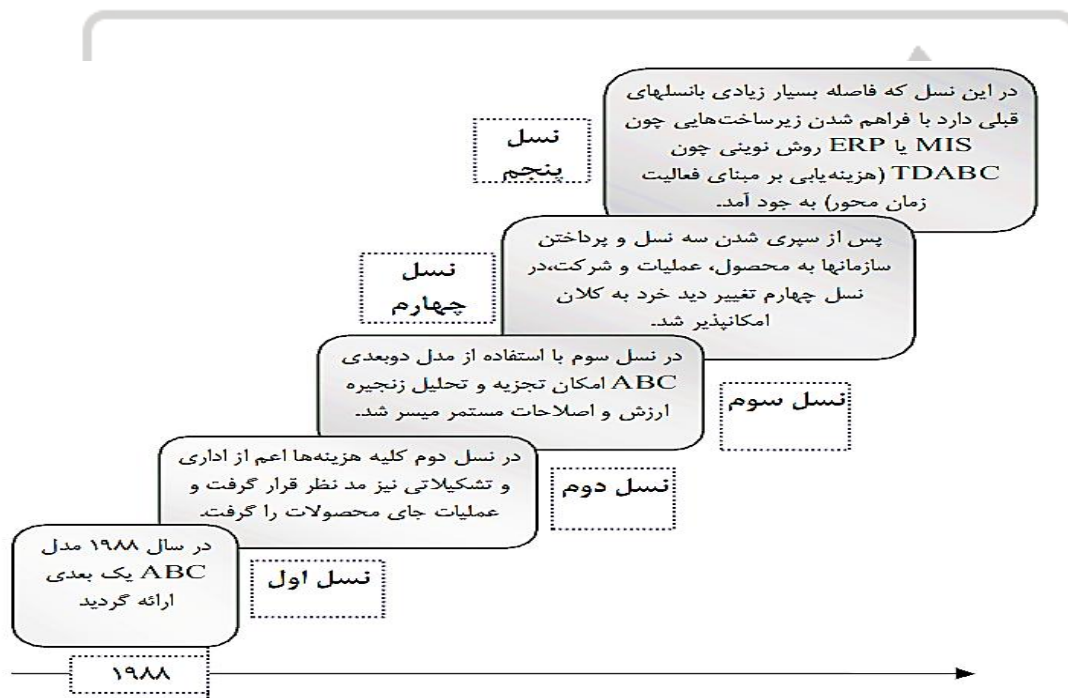 در این نسل که فاصله بسیار زیادی بانسلهای
قبلی دارد با فراهم شدن زیرساخت‌هایی چون
MIS یا ERP روش نوینی چون
TDABC (هزینه‌یابی بر مبنای فعالیت
زمان محور) به جود آمد.
نسل
پنجم
پس از سپری شدن سه نسل و پرداختن
سازمانها به محصول، عملیات و شرکت،در
نسل چهارم تغییر دید خرد به کلان
امکانپذیر شد.
نسل
چهارم
در نسل سوم با استفاده از مدل دوبعدی
ABC امکان تجزیه و تحلیل زنجیره
ارزش و اصلاحات مستمر میسر شد.
نسل سوم
در نسل دوم کلیه هزینه‌ها اعم از اداری
و تشکیلاتی نیز مد نظر قرار گرفت و
عملیات جای محصولات را گرفت.
نسل دوم
در سال ۱۹۸۸ مدل
ABC یک بعدی
ارائه گردید
نسل اول
۱۹۸۸